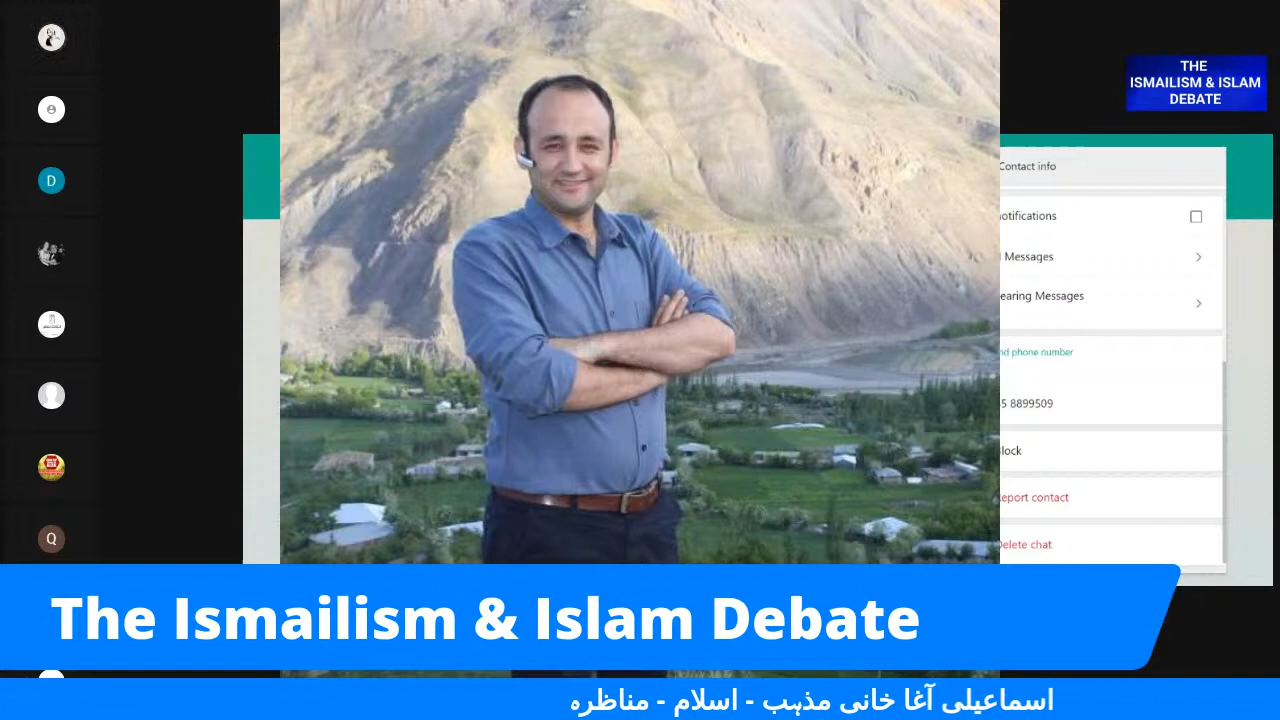 THE
ISMAILISM & ISLAM
DEBATE
D
Contact info
otifications
Messages
earing Messages
nd phone number
5 8899509
lock
eport contact
Delete chat
Q
The Ismailism & Islam Debate
اسماعیلی آغا خانی مذہب - اسلام - مناظرہ